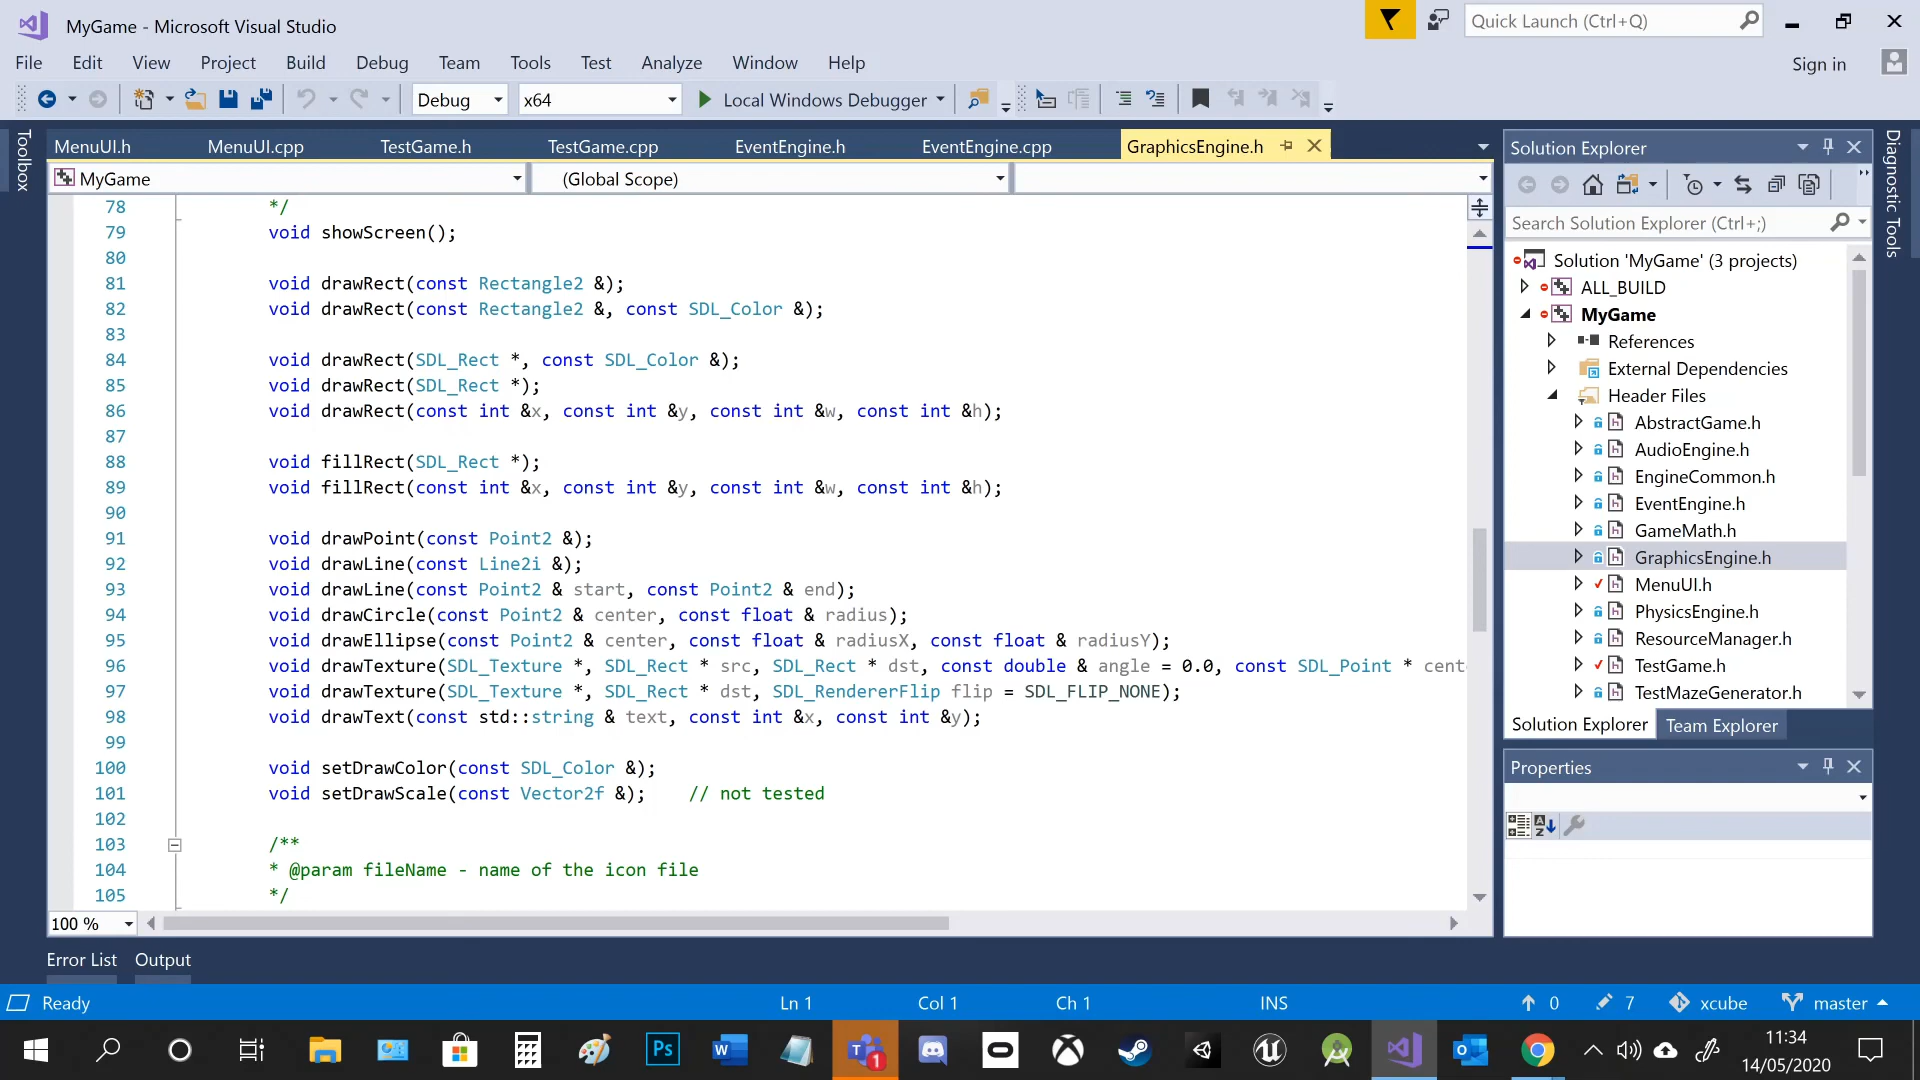 MyGame - Microsoft Visual Studio
Quick Launch (Ctrl+Q)
File Edit View Project Build Debug Team Tools Test Analyze Window Help
Sign in
Debug x64 Local Windows Debugger
Toolbox
MenuUI.h MenuUI.cpp TestGame.h TestGame.cpp EventEngine.h EventEngine.cpp GraphicsEngine.h
MyGame (Global Scope)
78 */
79 void showScreen();
80
81 void drawRect(const Rectangle2 &);
82 void drawRect(const Rectangle2 &, const SDL_Color &);
83
84 void drawRect(SDL_Rect *, const SDL_Color &);
85 void drawRect(SDL_Rect *);
86 void drawRect(const int &x, const int &y, const int &w, const int &h);
87
88 void fillRect(SDL_Rect *);
89 void fillRect(const int &x, const int &y, const int &w, const int &h);
90
91 void drawPoint(const Point2 &);
92 void drawLine(const Line2i &);
93 void drawLine(const Point2 & start, const Point2 & end);
94 void drawCircle(const Point2 & center, const float & radius);
95 void drawEllipse(const Point2 & center, const float & radiusX, const float & radiusY);
96 void drawTexture(SDL_Texture *, SDL_Rect * src, SDL_Rect * dst, const double & angle = 0.0, const SDL_Point * cent
97 void drawTexture(SDL_Texture *, SDL_Rect * dst, SDL_RendererFlip flip = SDL_FLIP_NONE);
98 void drawText(const std::string & text, const int &x, const int &y);
99
100 void setDrawColor(const SDL_Color &);
101 void setDrawScale(const Vector2f &); // not tested
102
103 /**
104 * @param fileName - name of the icon file
105 */
100 %
Solution Explorer
Search Solution Explorer (Ctrl+;)
Solution 'MyGame' (3 projects)
ALL_BUILD
MyGame
References
External Dependencies
Header Files
AbstractGame.h
AudioEngine.h
EngineCommon.h
EventEngine.h
GameMath.h
GraphicsEngine.h
MenuUI.h
PhysicsEngine.h
ResourceManager.h
TestGame.h
TestMazeGenerator.h
Solution Explorer Team Explorer
Properties
Diagnostic Tools
Error List Output
Ready Ln 1 Col 1 Ch 1 INS 0 7 xcube master
Ps W T 1 O
11:34
14/05/2020